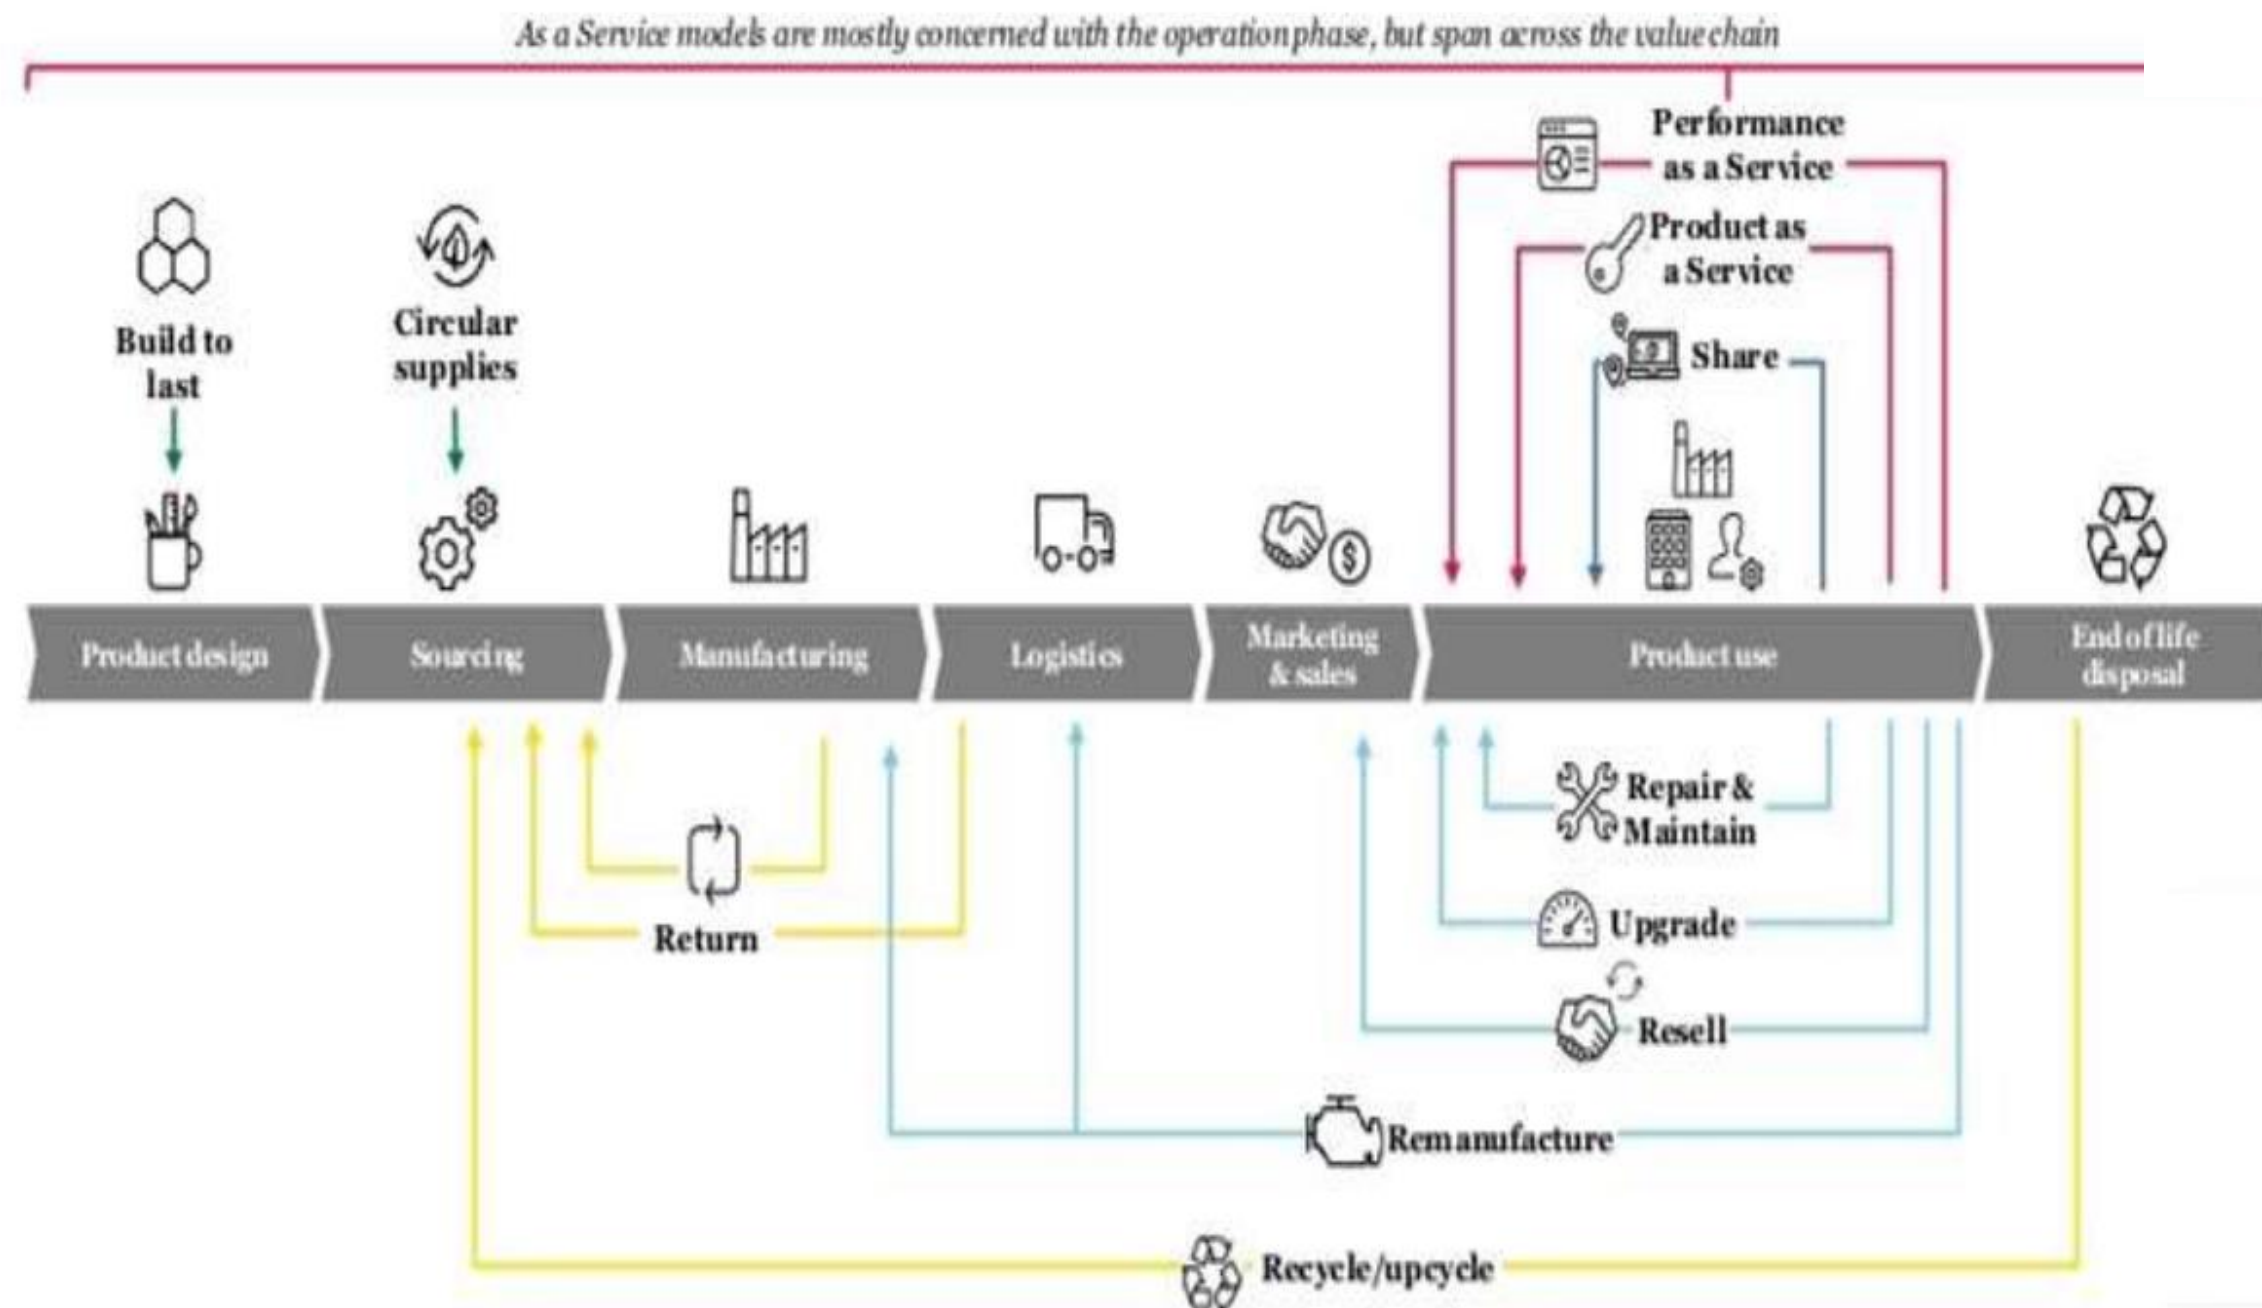 As a Service models are mostly concerned with the operation phase, but span across the value chain
Performance
as a Service
Product as
a Service
Share
Build to
last
Circular
supplies
$
Product design
Sourcing
Manufacturing
Logistics
Marketing
& sales
Product use
End of life
disposal
Repair &
Maintain
Return
Upgrade
Resell
Remanufacture
Recycle/upcycle